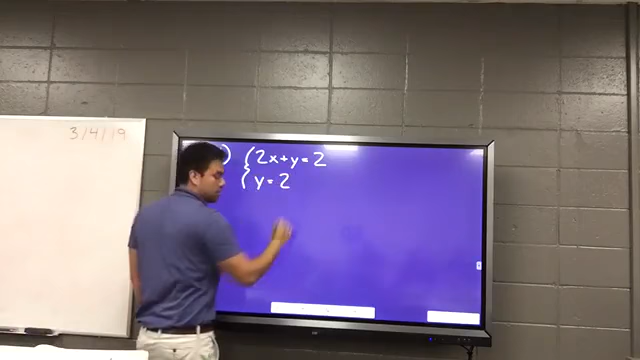 3/4/19
) { 2x+y=2
y=2